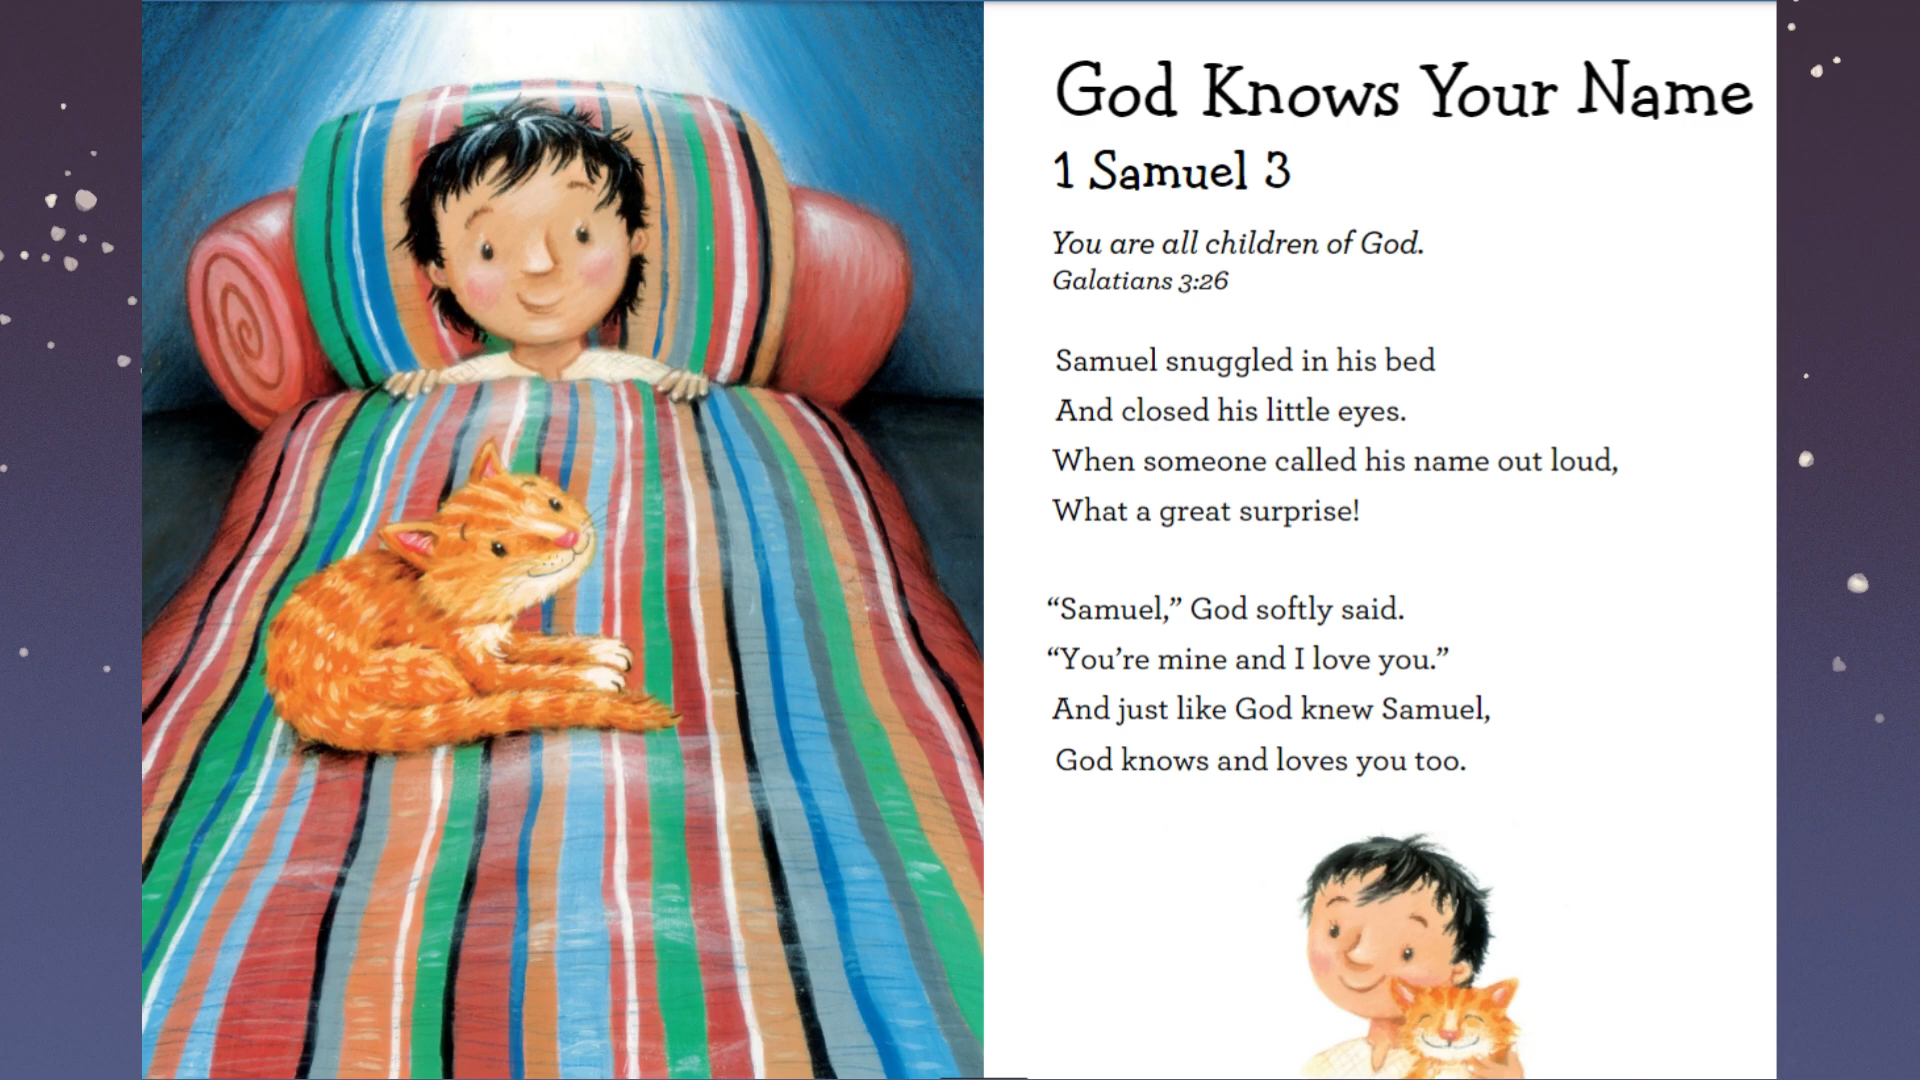 God Knows Your Name
1 Samuel 3
You are all children of God.
Galatians 3:26
Samuel snuggled in his bed
And closed his little eyes.
When someone called his name out loud,
What a great surprise!
“Samuel,” God softly said.
“You’re mine and I love you.”
And just like God knew Samuel,
God knows and loves you too.